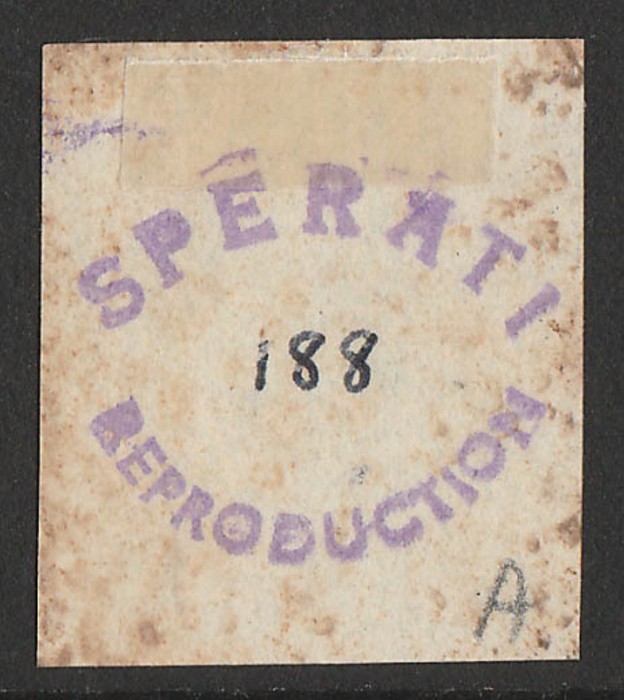 SPERATI
188
REPRODUCTION
A